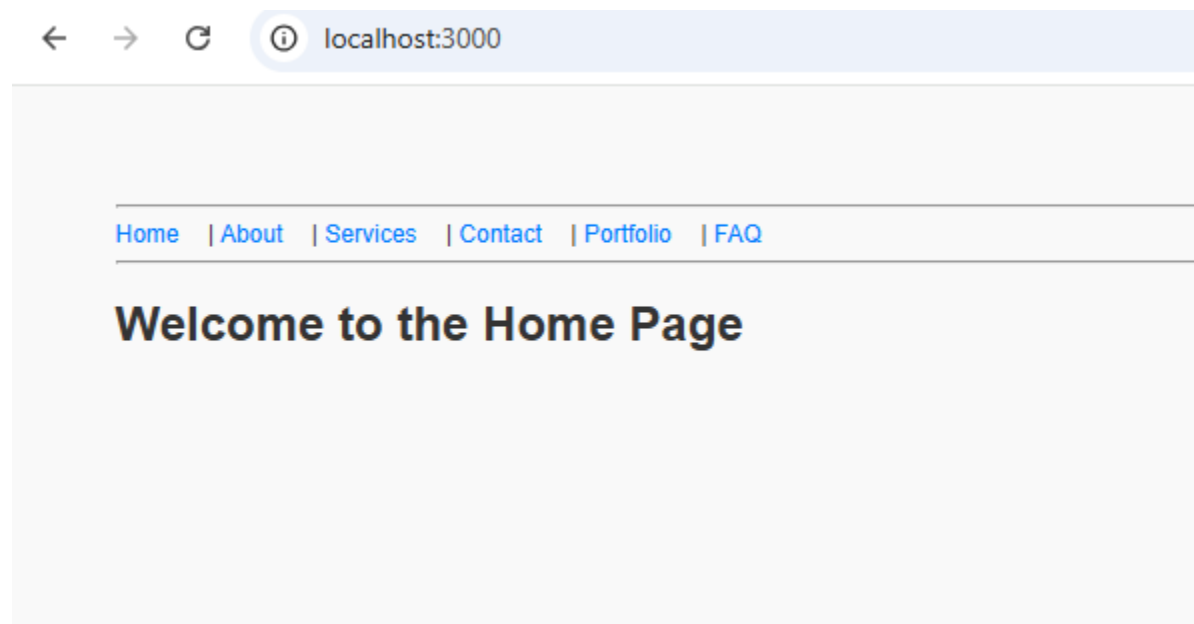 localhost:3000
Home | About | Services | Contact | Portfolio | FAQ
Welcome to the Home Page